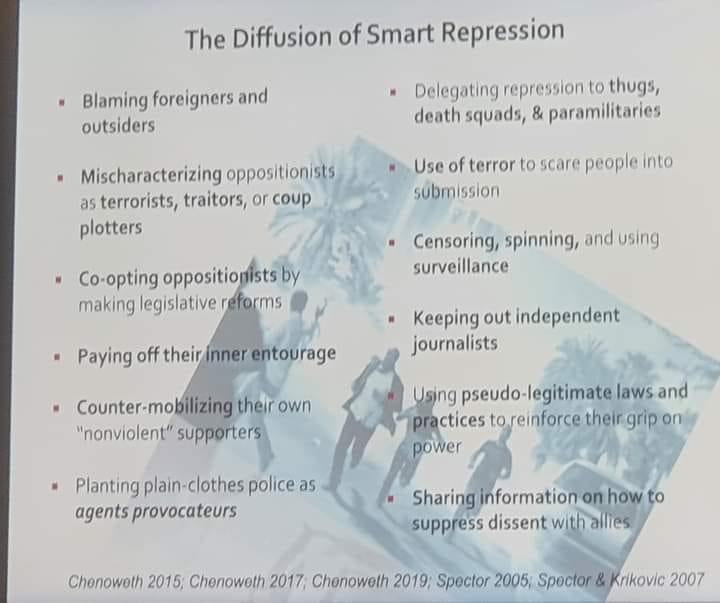 The Diffusion of Smart Repression
▪ Blaming foreigners and
outsiders
▪ Mischaracterizing oppositionists
as terrorists, traitors, or coup
plotters
▪ Co-opting oppositionists by
making legislative reforms
▪ Paying off their inner entourage
▪ Counter-mobilizing their own
"nonviolent" supporters
▪ Planting plain-clothes police as
agents provocateurs
▪ Delegating repression to thugs,
death squads, & paramilitaries
▪ Use of terror to scare people into
submission
▪ Censoring, spinning, and using
surveillance
▪ Keeping out independent
journalists
▪ Using pseudo-legitimate laws and
practices to reinforce their grip on
power
▪ Sharing information on how to
suppress dissent with allies
Chenoweth 2015; Chenoweth 2017; Chenoweth 2019; Spector 2005; Spector & Krikovic 2007